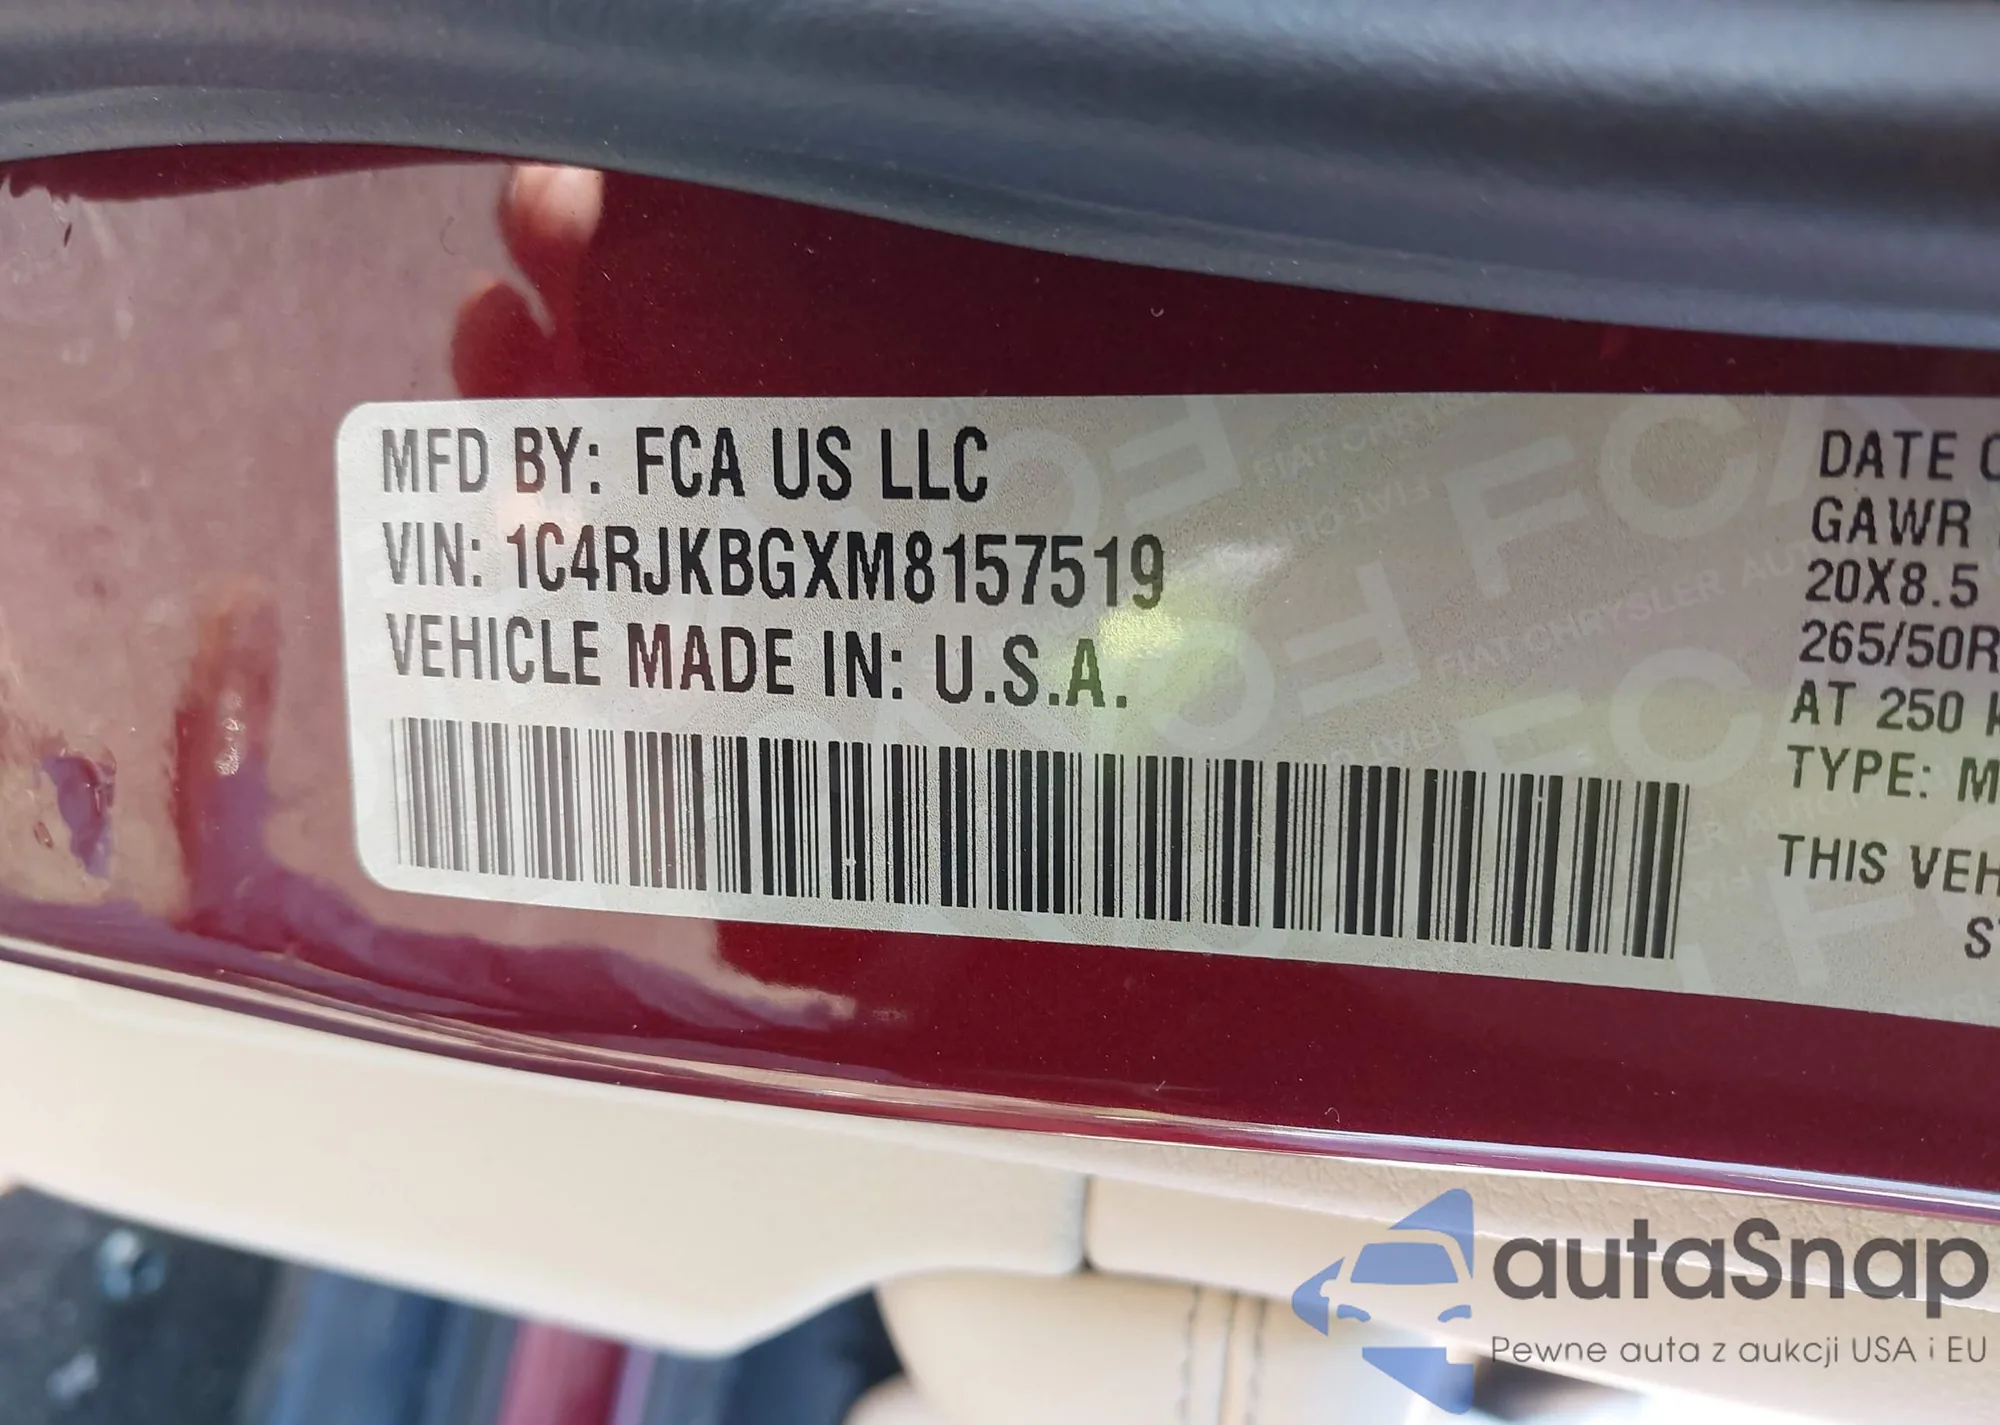 MFD BY: FCA US LLC
VIN: 1C4RJKBGXM8157519
VEHICLE MADE IN: U.S.A.
DATE
GAWR
20X8.5
265/50R
AT 250
TYPE: M
THIS VEH
ST
autaSnap
Pewne auta z aukcji USA i EU